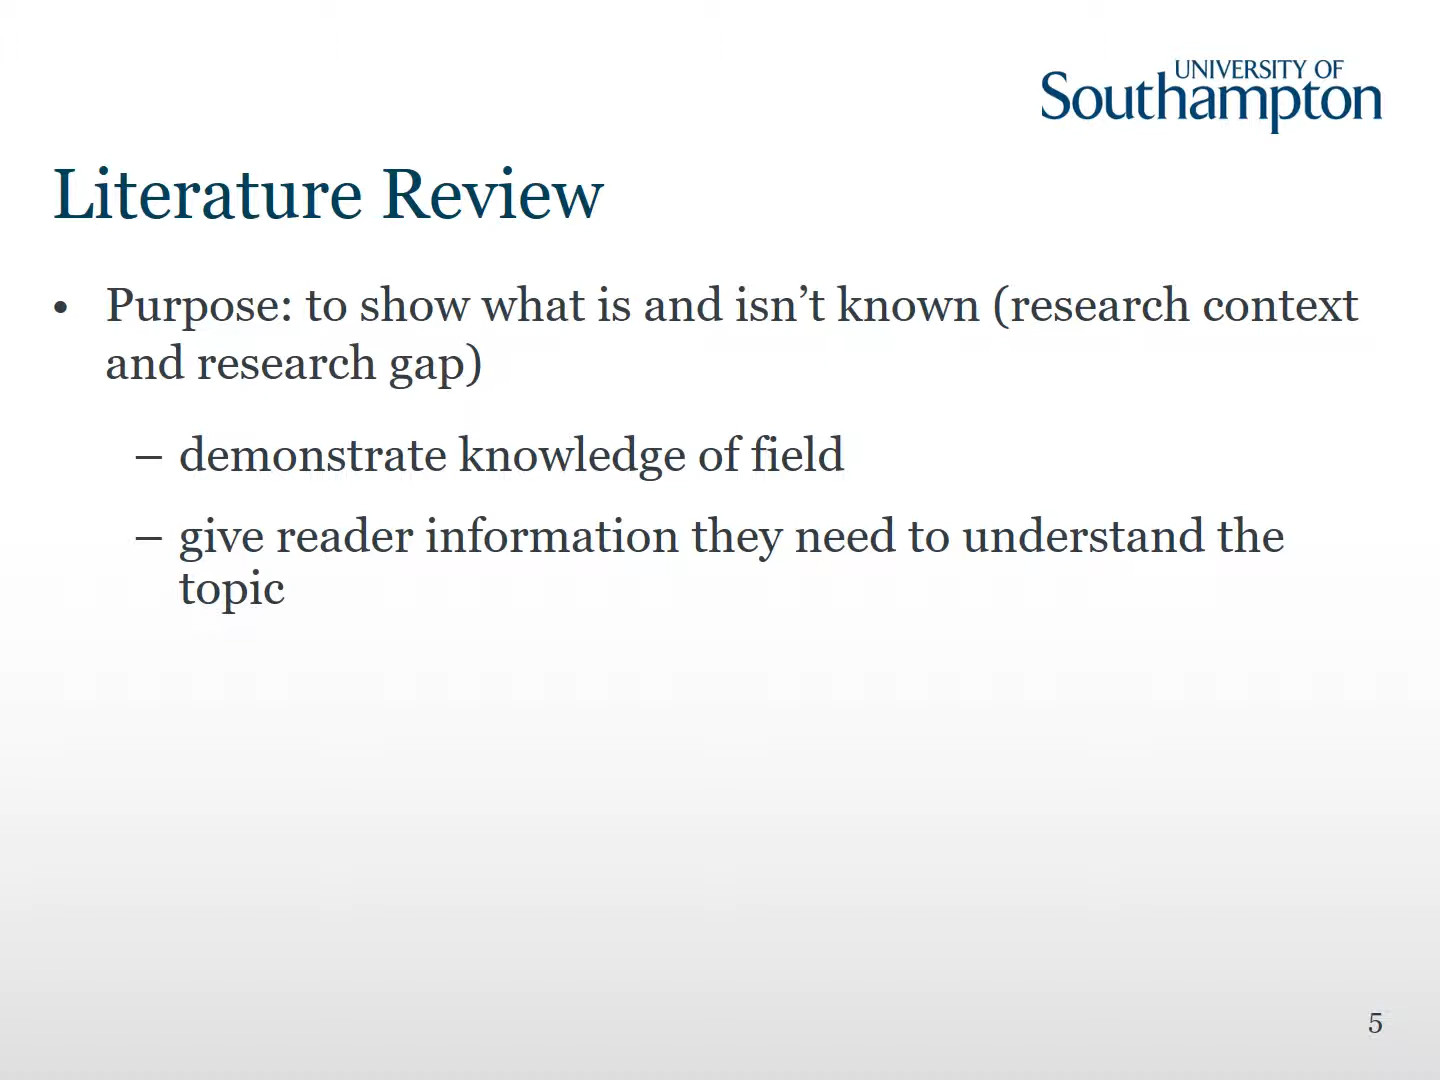 UNIVERSITY OF
Southampton
Literature Review
• Purpose: to show what is and isn’t known (research context
and research gap)
– demonstrate knowledge of field
– give reader information they need to understand the
topic
5